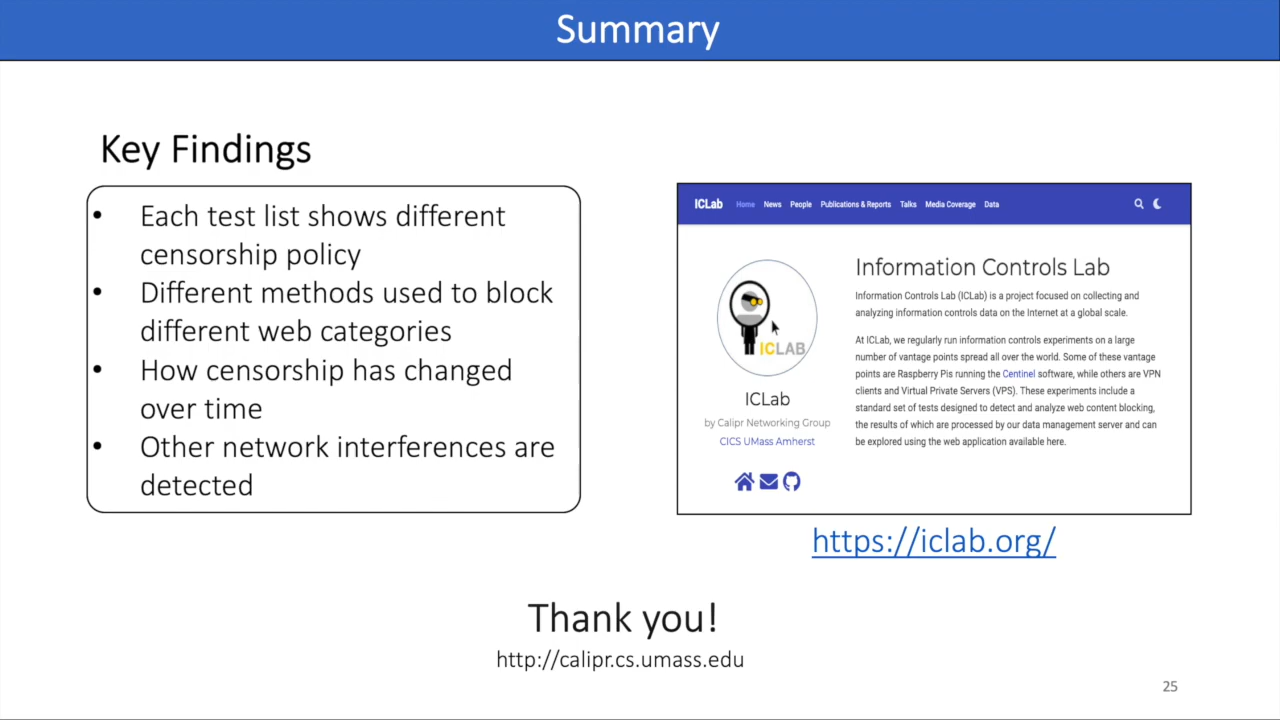 Summary
Key Findings
• Each test list shows different
censorship policy
• Different methods used to block
different web categories
• How censorship has changed
over time
• Other network interferences are
detected
ICLab Home News People Publications & Reports Talks Media Coverage Data
ICLAB
ICLab
by Calipr Networking Group
CICS UMass Amherst
Information Controls Lab
Information Controls Lab (ICLab) is a project focused on collecting and
analyzing information controls data on the Internet at a global scale.
At ICLab, we regularly run information controls experiments on a large
number of vantage points spread all over the world. Some of these vantage
points are Raspberry Pis running the Centinel software, while others are VPN
clients and Virtual Private Servers (VPS). These experiments include a
standard set of tests designed to detect and analyze web content blocking,
the results of which are processed by our data management server and can
be explored using the web application available here.
https://iclab.org/
Thank you!
http://calipr.cs.umass.edu
25